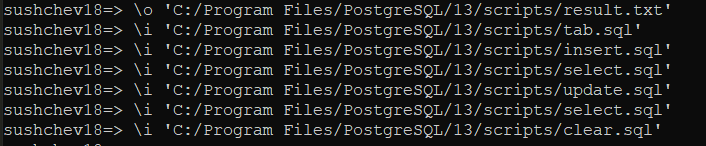 sushchev18=> \o 'C:/Program Files/PostgreSQL/13/scripts/result.txt'
sushchev18=> \i 'C:/Program Files/PostgreSQL/13/scripts/tab.sql'
sushchev18=> \i 'C:/Program Files/PostgreSQL/13/scripts/insert.sql'
sushchev18=> \i 'C:/Program Files/PostgreSQL/13/scripts/select.sql'
sushchev18=> \i 'C:/Program Files/PostgreSQL/13/scripts/update.sql'
sushchev18=> \i 'C:/Program Files/PostgreSQL/13/scripts/select.sql'
sushchev18=> \i 'C:/Program Files/PostgreSQL/13/scripts/clear.sql'